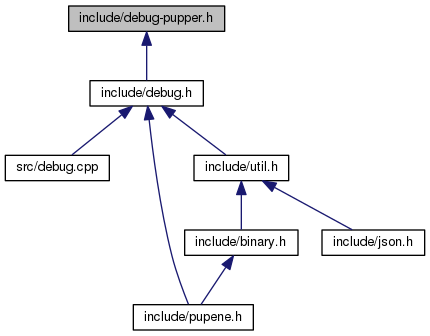 include/debug-pupper.h
include/debug.h
src/debug.cpp
include/util.h
include/binary.h
include/json.h
include/pupene.h